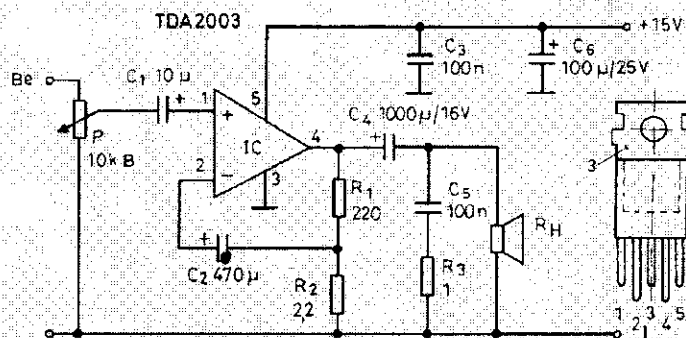 TDA2003
+15V
Be
C1 10µ
+
1
5
C3
100n
+
C6
100µ/25V
P
10kB
+
IC
4
C4 1000µ/16V
+
2
−
3
R1
220
C5
100n
RH
3
+
C2 470µ
R2
2,2
R3
1
1 2 3 4 5